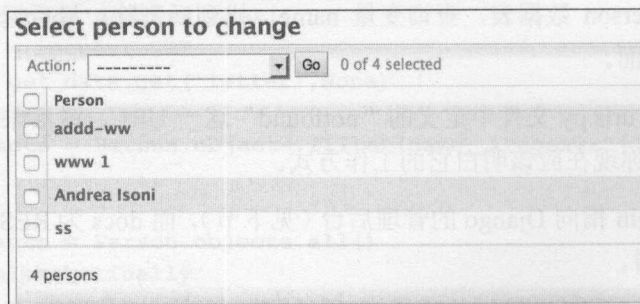 Select person to change
Action: --------- Go 0 of 4 selected
Person
addd-ww
www 1
Andrea Isoni
ss
4 persons